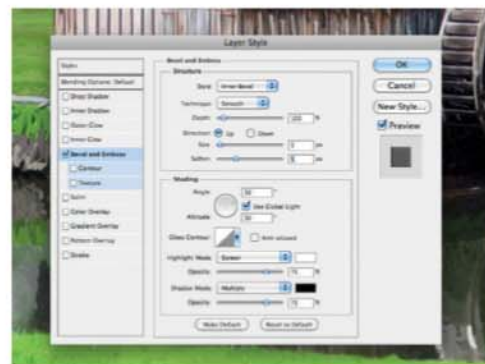 Layer Style
Styles
Blending Options: Default
Drop Shadow
Inner Shadow
Outer Glow
Inner Glow
Bevel and Emboss
Contour
Texture
Satin
Color Overlay
Gradient Overlay
Pattern Overlay
Stroke
Bevel and Emboss
Structure
Style: Inner Bevel
Technique: Smooth
Depth: %
Direction: Up Down
Size: px
Soften: px
Shading
Angle: °
Use Global Light
Altitude: 30 °
Gloss Contour: Anti-aliased
Highlight Mode: Screen
Opacity: 75 %
Shadow Mode: Multiply
Opacity: 75 %
Make Default Reset to Default
OK
Cancel
New Style...
Preview